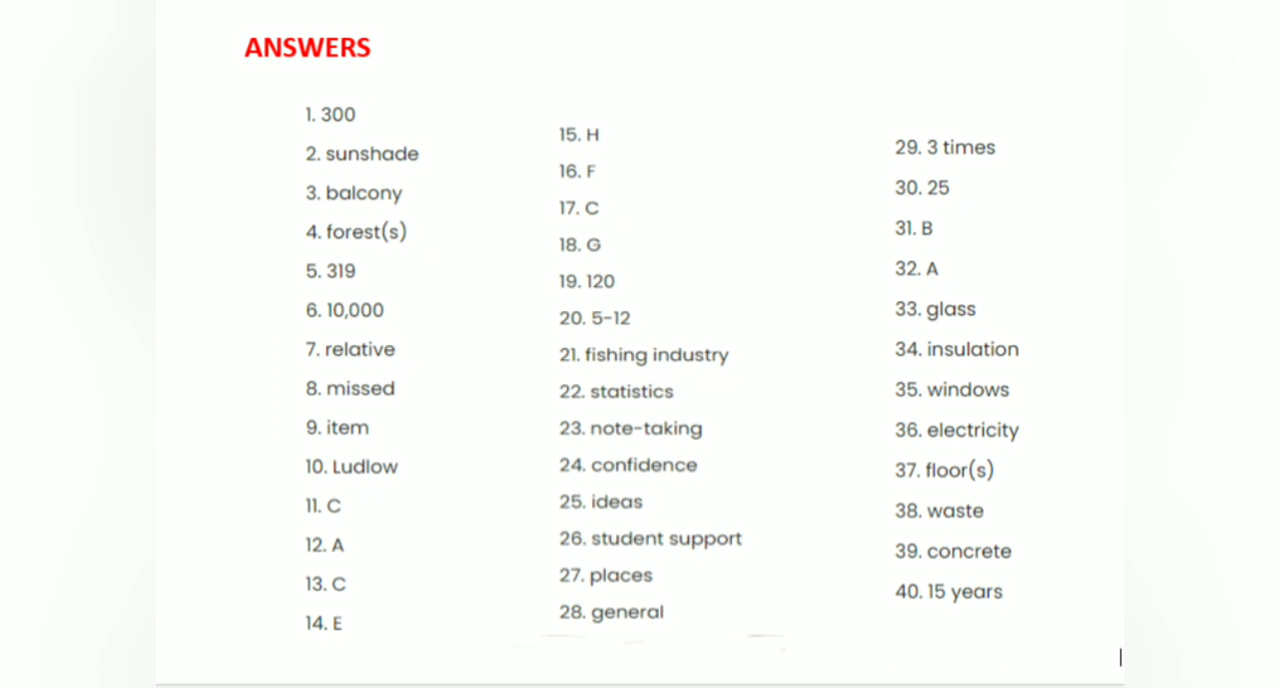 ANSWERS
1. 300
2. sunshade
3. balcony
4. forest(s)
5. 319
6. 10,000
7. relative
8. missed
9. item
10. Ludlow
11. C
12. A
13. C
14. E
15. H
16. F
17. C
18. G
19. 120
20. 5-12
21. fishing industry
22. statistics
23. note-taking
24. confidence
25. ideas
26. student support
27. places
28. general
29. 3 times
30. 25
31. B
32. A
33. glass
34. insulation
35. windows
36. electricity
37. floor(s)
38. waste
39. concrete
40. 15 years